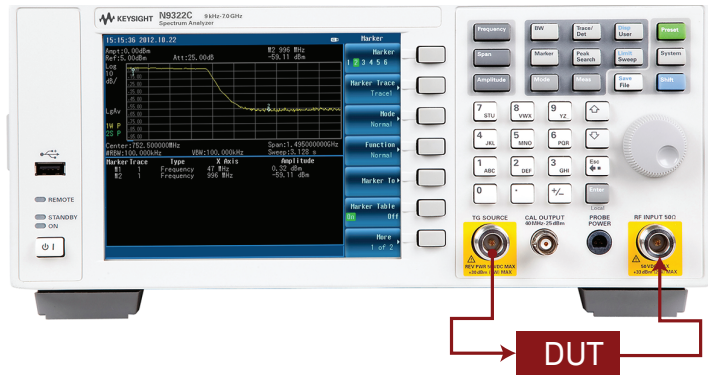 KEYSIGHT N9322C 9 kHz-7.0 GHz
Spectrum Analyzer
15:15:36 2012.10.22
Ampt:0.00dBm
Ref:5.00dBm Att:25.00dB
M2 996 MHz
-59.11 dBm
Log
10
dB/
LgAv
1W P
2S P
Center:752.500000MHz Span:1.495000000GHz
#RBW:100.000kHz VBW:100.000kHz Sweep:3.128 s
Marker Trace Type X Axis Amplitude
M1 1 Frequency 47 MHz 0.32 dBm
M2 1 Frequency 996 MHz -59.11 dBm
Marker
Marker
1 2 3 4 5 6
Marker Trace
Trace1
Mode
Normal
Function
Normal
Marker To
Marker Table
On Off
More
1 of 2
REMOTE
STANDBY
ON
Frequency
BW
Trace/
Det
Disp
User
Preset
Span
Marker
Peak
Search
Limit
Sweep
System
Amplitude
Mode
Meas
Save
File
Shift
7 STU
8 VWX
9 YZ
4 JKL
5 MNO
6 PQR
1 ABC
2 DEF
3 GHI
Esc
0
.
+/-
Enter
Local
TG SOURCE
CAL OUTPUT
40 MHz-25 dBm
PROBE
POWER
RF INPUT 50Ω
DUT